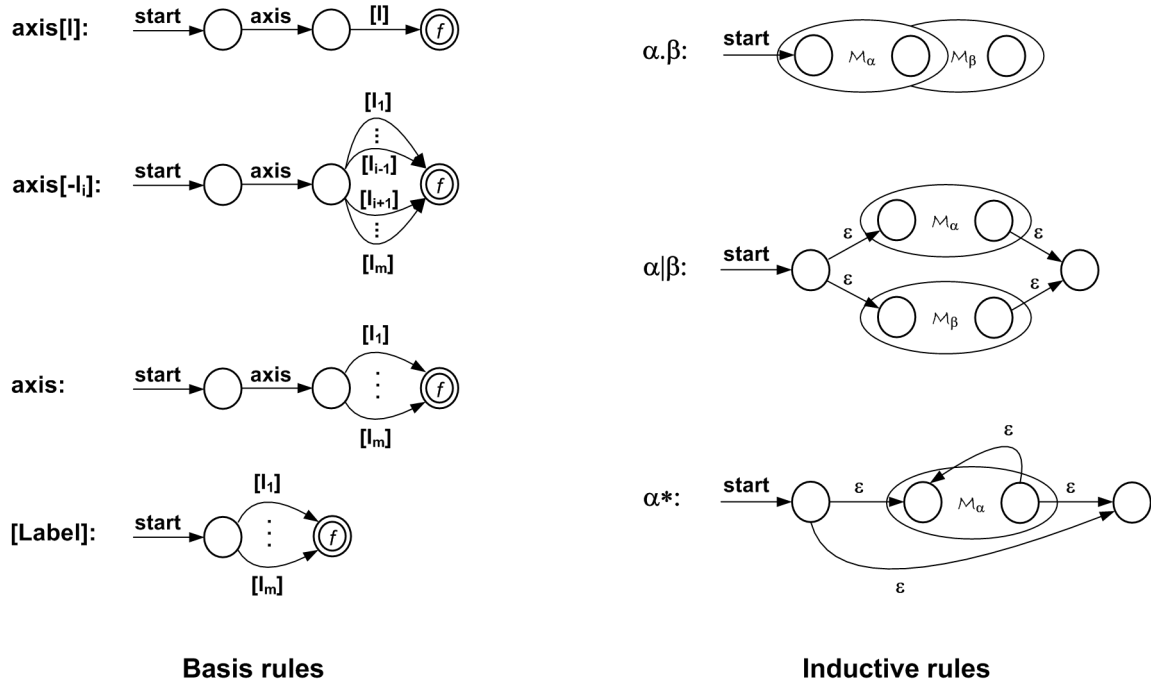 axis[l]: start axis [l] f
axis[-lᵢ]: start axis [l₁] ⋮ [lᵢ₋₁] [lᵢ₊₁] ⋮ [lₘ] f
axis: start axis [l₁] ⋮ [lₘ] f
[Label]: start [l₁] ⋮ [lₘ] f
Basis rules
α.β: start Mα Mβ
α|β: start ε Mα ε ε Mβ ε
α*: start ε Mα ε ε ε
Inductive rules